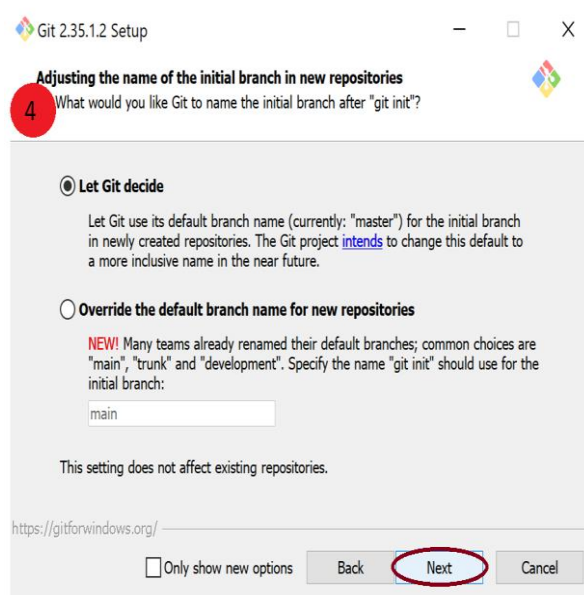 Git 2.35.1.2 Setup
Adjusting the name of the initial branch in new repositories
4
What would you like Git to name the initial branch after "git init"?
Let Git decide
Let Git use its default branch name (currently: "master") for the initial branch
in newly created repositories. The Git project intends to change this default to
a more inclusive name in the near future.
Override the default branch name for new repositories
NEW! Many teams already renamed their default branches; common choices are
"main", "trunk" and "development". Specify the name "git init" should use for the
initial branch:
main
This setting does not affect existing repositories.
https://gitforwindows.org/
Only show new options Back Next Cancel